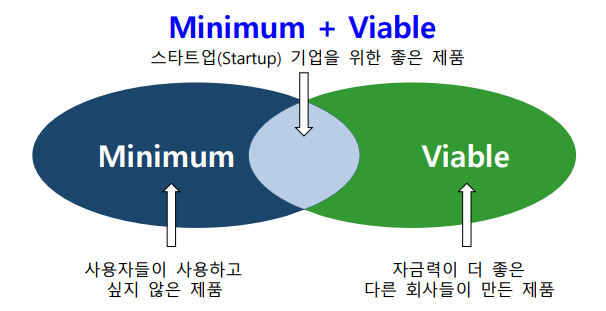 Minimum + Viable
스타트업(Startup) 기업을 위한 좋은 제품
Minimum
Viable
사용자들이 사용하고
싶지 않은 제품
자금력이 더 좋은
다른 회사들이 만든 제품